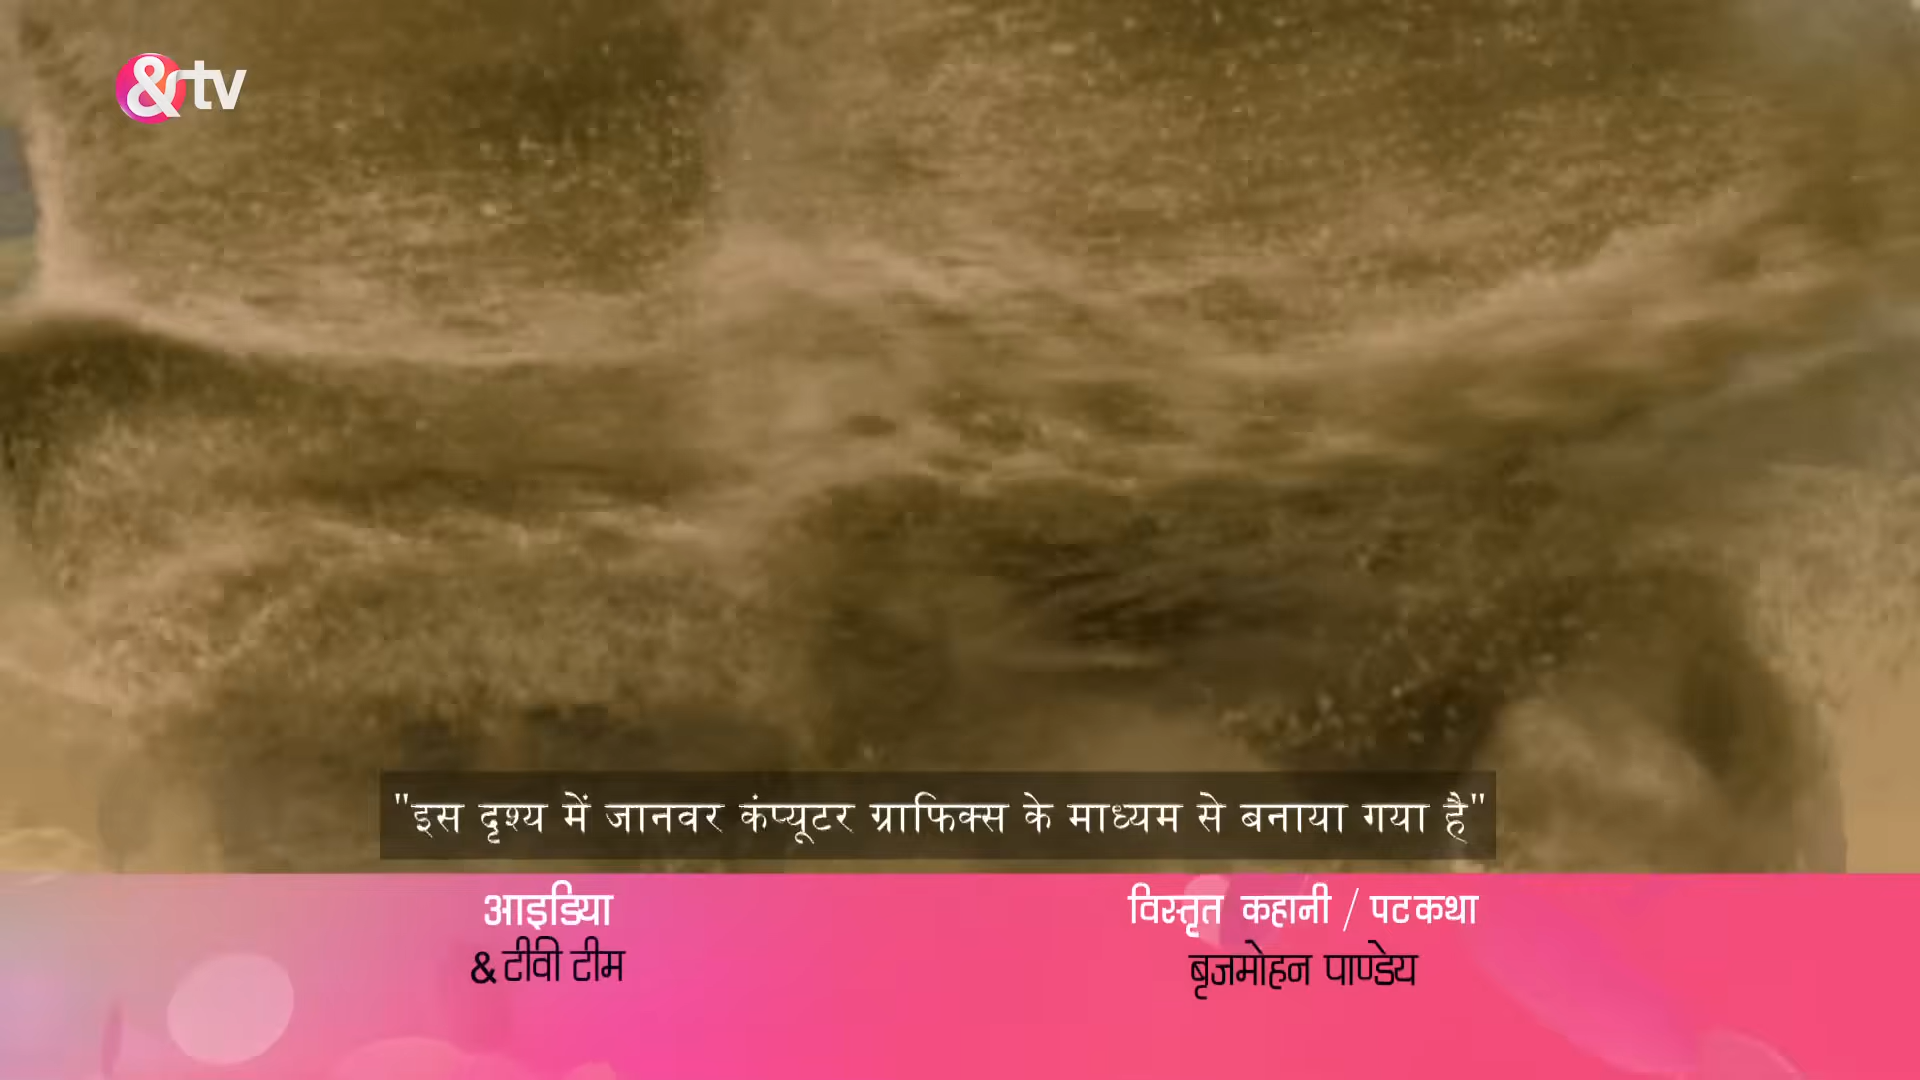 &tv
"इस दृश्य में जानवर कंप्यूटर ग्राफिक्स के माध्यम से बनाया गया है"
आइडिया
& टीवी टीम
विस्तृत कहानी / पटकथा
बृजमोहन पाण्डेय